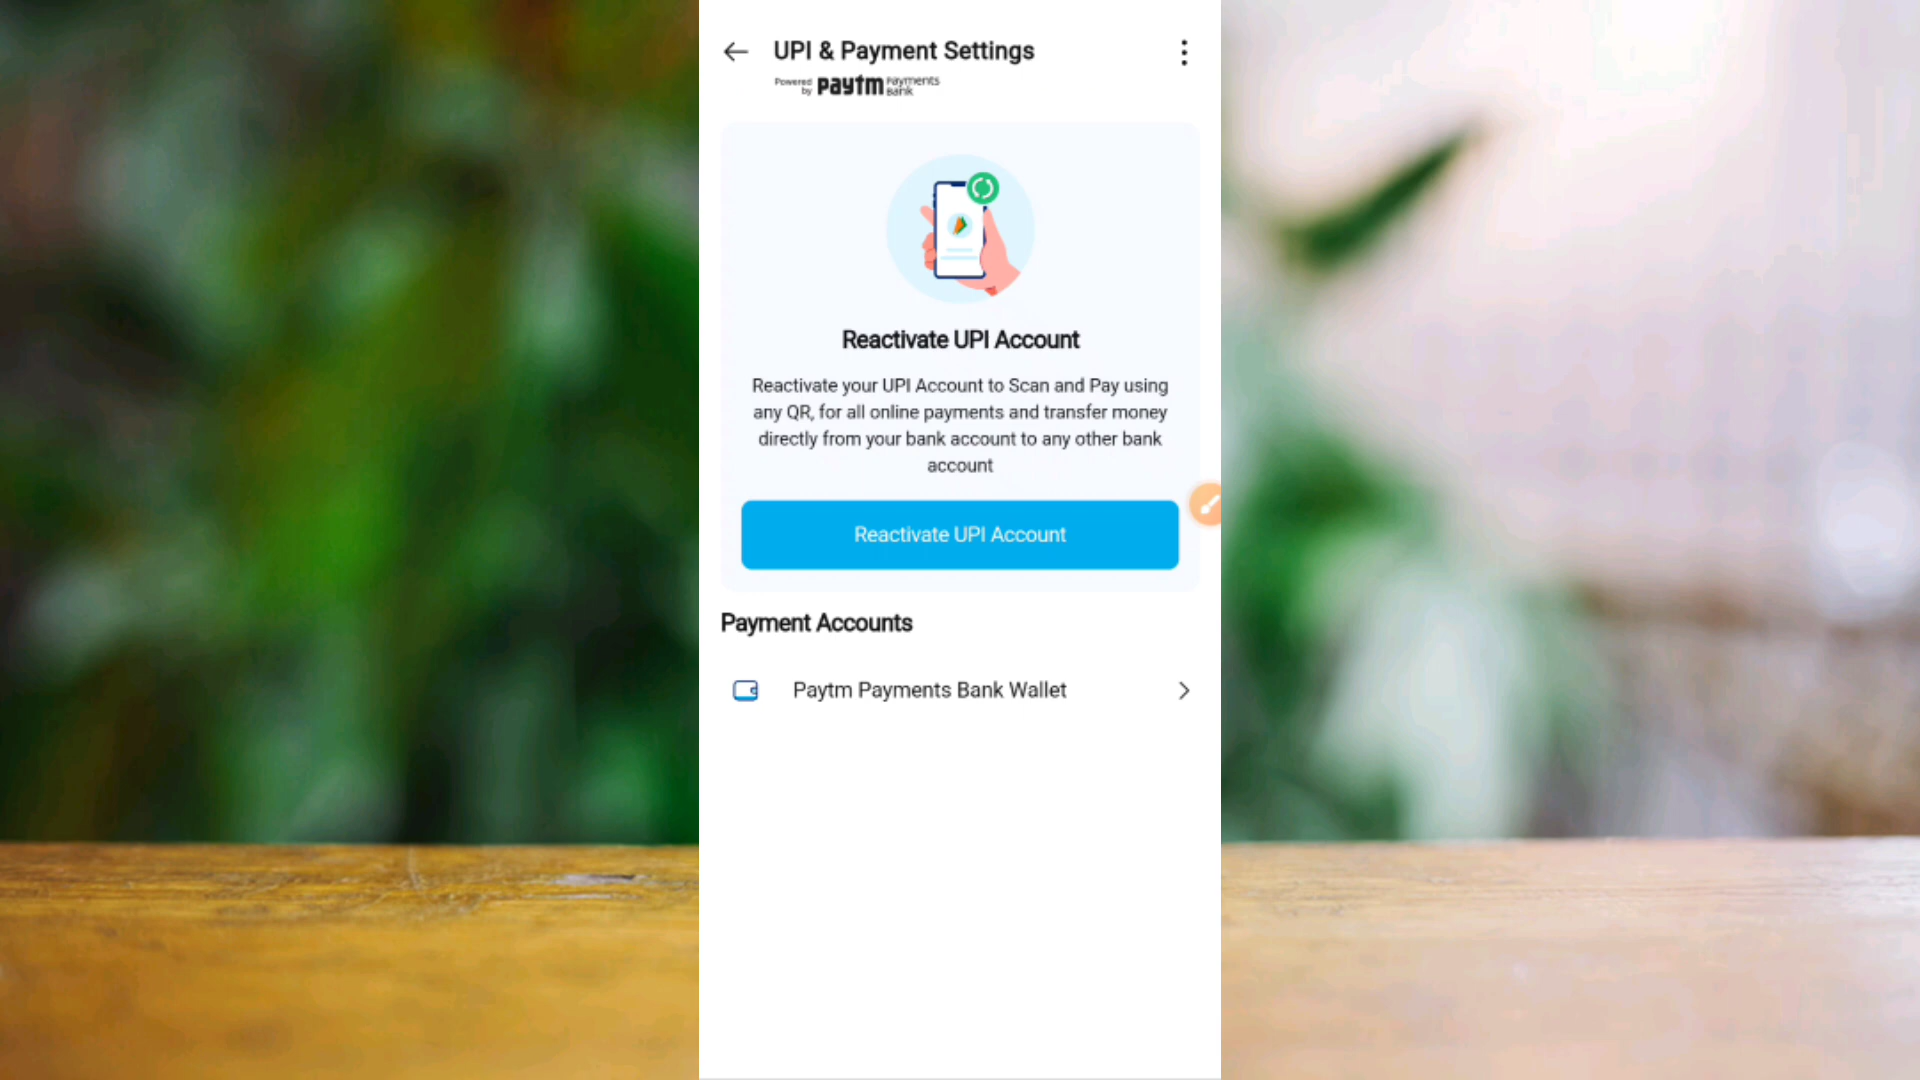 UPI & Payment Settings
Powered by paytm Payments Bank
Reactivate UPI Account
Reactivate your UPI Account to Scan and Pay using
any QR, for all online payments and transfer money
directly from your bank account to any other bank
account
Reactivate UPI Account
Payment Accounts
Paytm Payments Bank Wallet